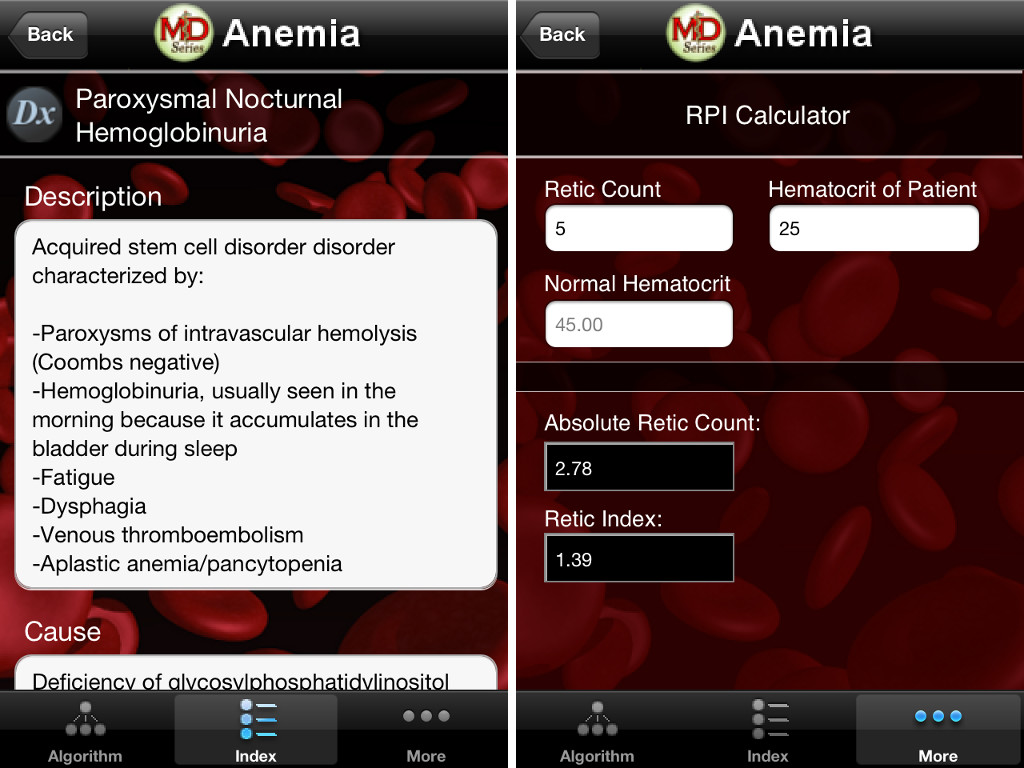 Back
MD
Series
Anemia
Dx
Paroxysmal Nocturnal
Hemoglobinuria
Description
Acquired stem cell disorder disorder
characterized by:
-Paroxysms of intravascular hemolysis
(Coombs negative)
-Hemoglobinuria, usually seen in the
morning because it accumulates in the
bladder during sleep
-Fatigue
-Dysphagia
-Venous thromboembolism
-Aplastic anemia/pancytopenia
Cause
Deficiency of glycosylphosphatidylinositol
Algorithm
Index
More
Back
MD
Series
Anemia
RPI Calculator
Retic Count
Hematocrit of Patient
5
25
Normal Hematocrit
45.00
Absolute Retic Count:
2.78
Retic Index:
1.39
Algorithm
Index
More